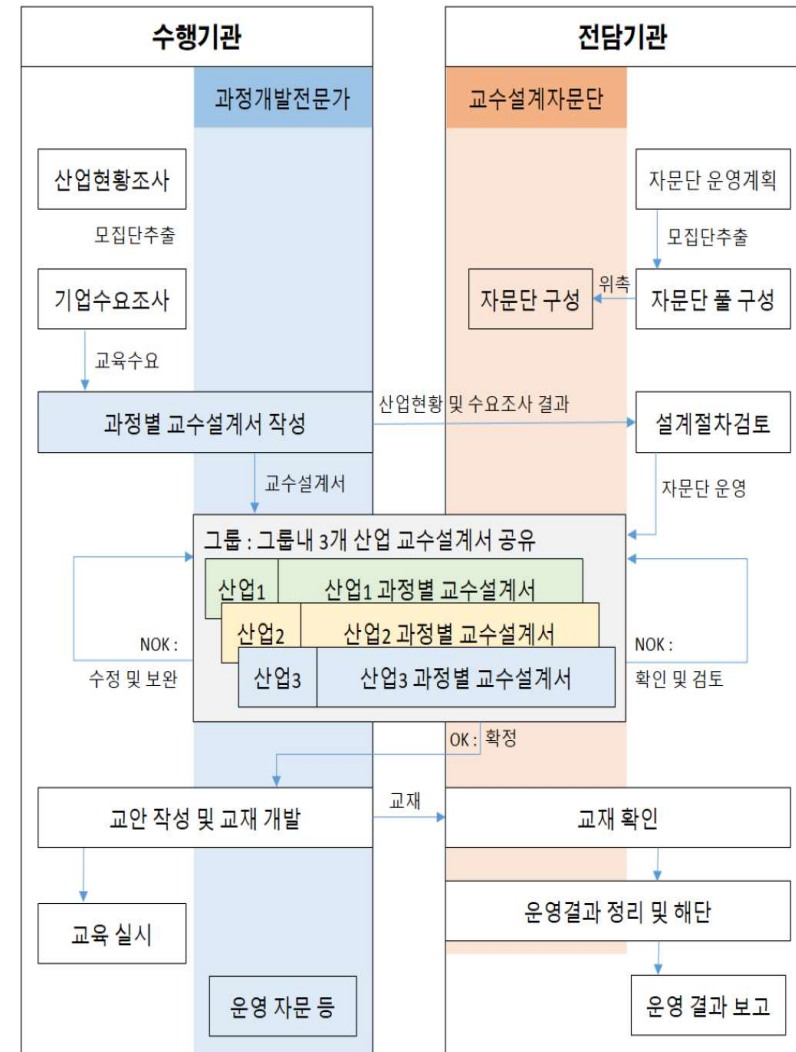 수행기관
전담기관
과정개발전문가
교수설계자문단
산업현황조사
자문단 운영계획
모집단추출
모집단추출
기업수요조사
자문단 구성
위촉
자문단 풀 구성
교육수요
과정별 교수설계서 작성
산업현황 및 수요조사 결과
설계절차검토
교수설계서
자문단 운영
그룹 : 그룹내 3개 산업 교수설계서 공유
산업1
산업1 과정별 교수설계서
산업2
산업2 과정별 교수설계서
산업3
산업3 과정별 교수설계서
NOK :
수정 및 보완
NOK :
확인 및 검토
OK : 확정
교안 작성 및 교재 개발
교재
교재 확인
운영결과 정리 및 해단
교육 실시
운영 자문 등
운영 결과 보고